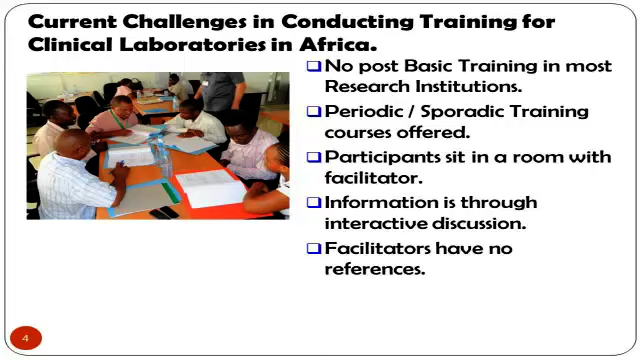 Current Challenges in Conducting Training for
Clinical Laboratories in Africa.
No post Basic Training in most
Research Institutions.
Periodic / Sporadic Training
courses offered.
Participants sit in a room with
facilitator.
Information is through
interactive discussion.
Facilitators have no
references.
4